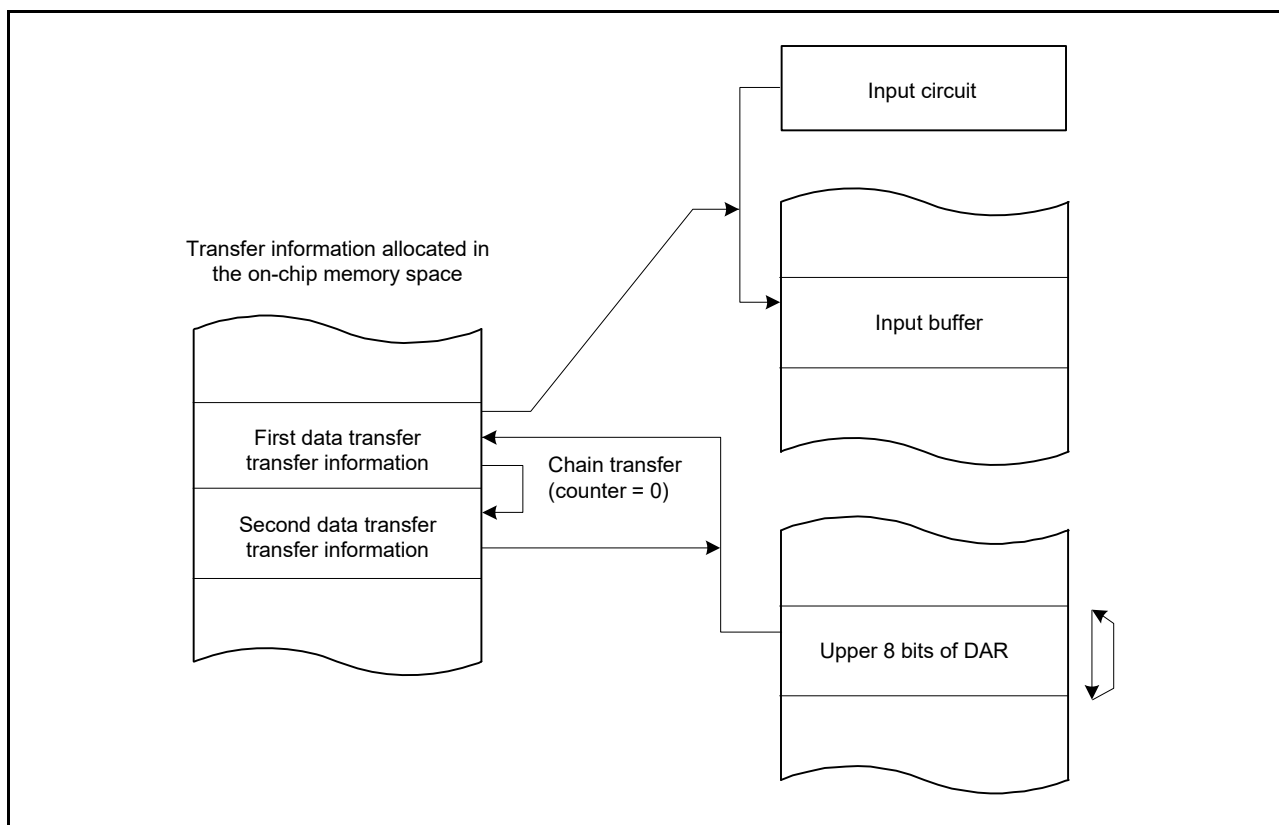 Input circuit
Transfer information allocated in
the on-chip memory space
Input buffer
First data transfer
transfer information
Chain transfer
(counter = 0)
Second data transfer
transfer information
Upper 8 bits of DAR